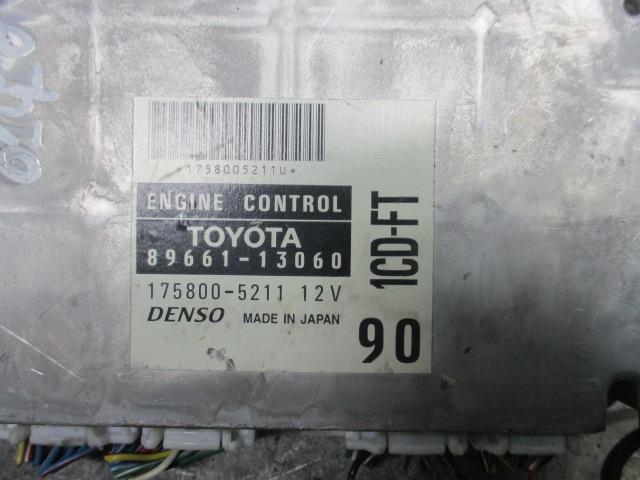 *1758005211U*
ENGINE CONTROL
TOYOTA
89661-13060
175800-5211 12V
DENSO MADE IN JAPAN
1CD-FT
90